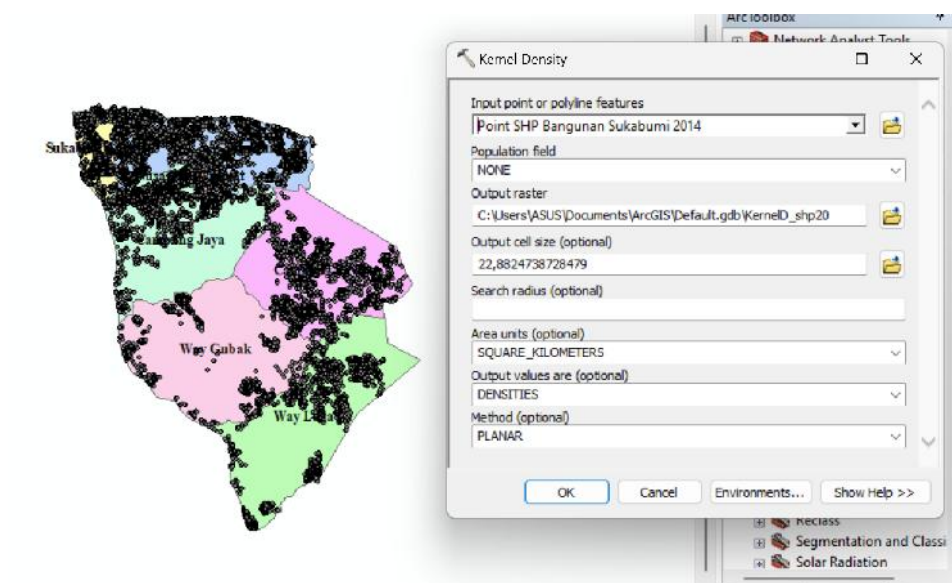 ArcToolbox
Network Analyst Tools
Kernel Density
Input point or polyline features
Point SHP Bangunan Sukabumi 2014
Population field
NONE
Output raster
C:\Users\ASUS\Documents\ArcGIS\Default.gdb\KernelD_shp20
Output cell size (optional)
22,8824738728479
Search radius (optional)
Area units (optional)
SQUARE_KILOMETERS
Output values are (optional)
DENSITIES
Method (optional)
PLANAR
OK
Cancel
Environments...
Show Help >>
Reclass
Segmentation and Classi
Solar Radiation
Jaya
Way Gubak
Way